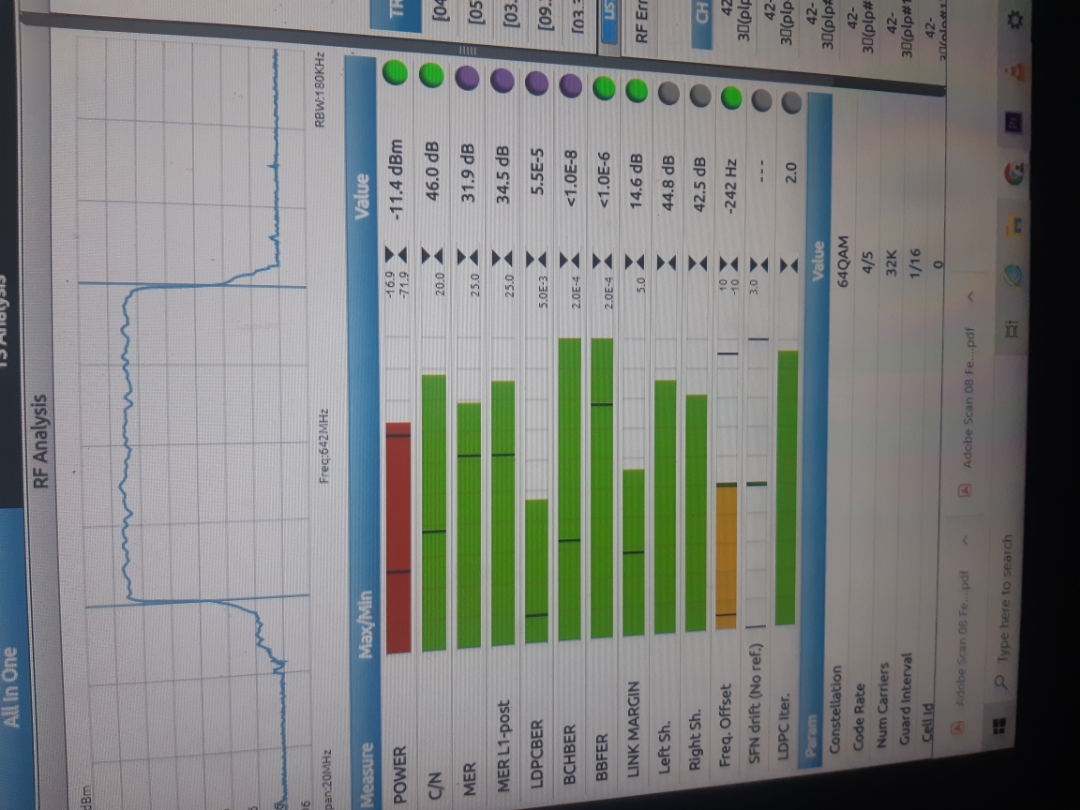 All In One
TS Analysis
RF Analysis
dBm
Span:20MHz
Freq:642MHz
RBW:180KHz
Measure Max/Min Value
POWER -16.9 -71.9 -11.4 dBm
C/N 20.0 46.0 dB
MER 25.0 31.9 dB
MER L1-post 25.0 34.5 dB
LDPCBER 5.0E-3 5.5E-5
BCHBER 2.0E-4 <1.0E-8
BBFER 2.0E-4 <1.0E-6
LINK MARGIN 5.0 14.6 dB
Left Sh. 44.8 dB
Right Sh. 42.5 dB
Freq. Offset 10 -10 -242 Hz
SFN drift (No ref.) 3.0 ---
LDPC Iter. 2.0
Param Value
Constellation 64QAM
Code Rate 4/5
Num Carriers 32K
Guard Interval 1/16
Cell Id 0
TR
[04
[05
[03.
[09.
[03.3
LIS
RF Err
CH
42-
3▯(plp
42-
3▯(plp
42-
3▯(plp#
42-
3▯(plp#
42-
3▯(plp#1
42-
Adobe Scan 08 Fe....pdf
Adobe Scan 08 Fe....pdf
Type here to search
Pr